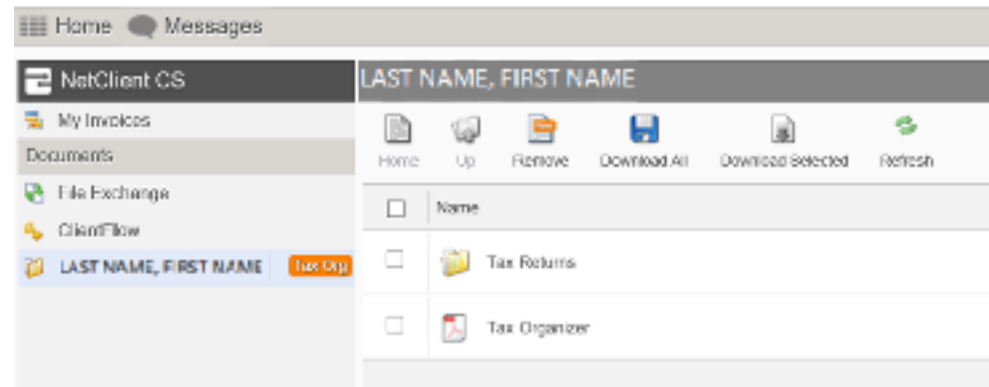 Home Messages
NetClient CS
LAST NAME, FIRST NAME
My Invoices
Documents
File Exchange
ClientFlow
LAST NAME, FIRST NAME Tax Org
Home Up Remove Download All Download Selected Refresh
Name
Tax Returns
Tax Organizer